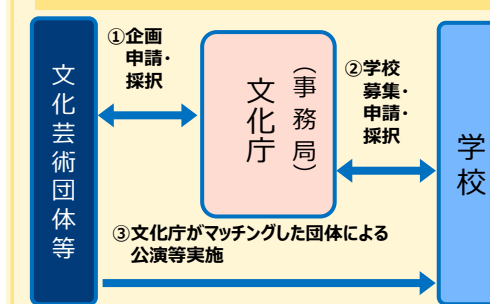 文化芸術団体等
①企画
申請・
採択
文化庁
（事務局）
②学校
募集・
申請・
採択
学校
③文化庁がマッチングした団体による
公演等実施